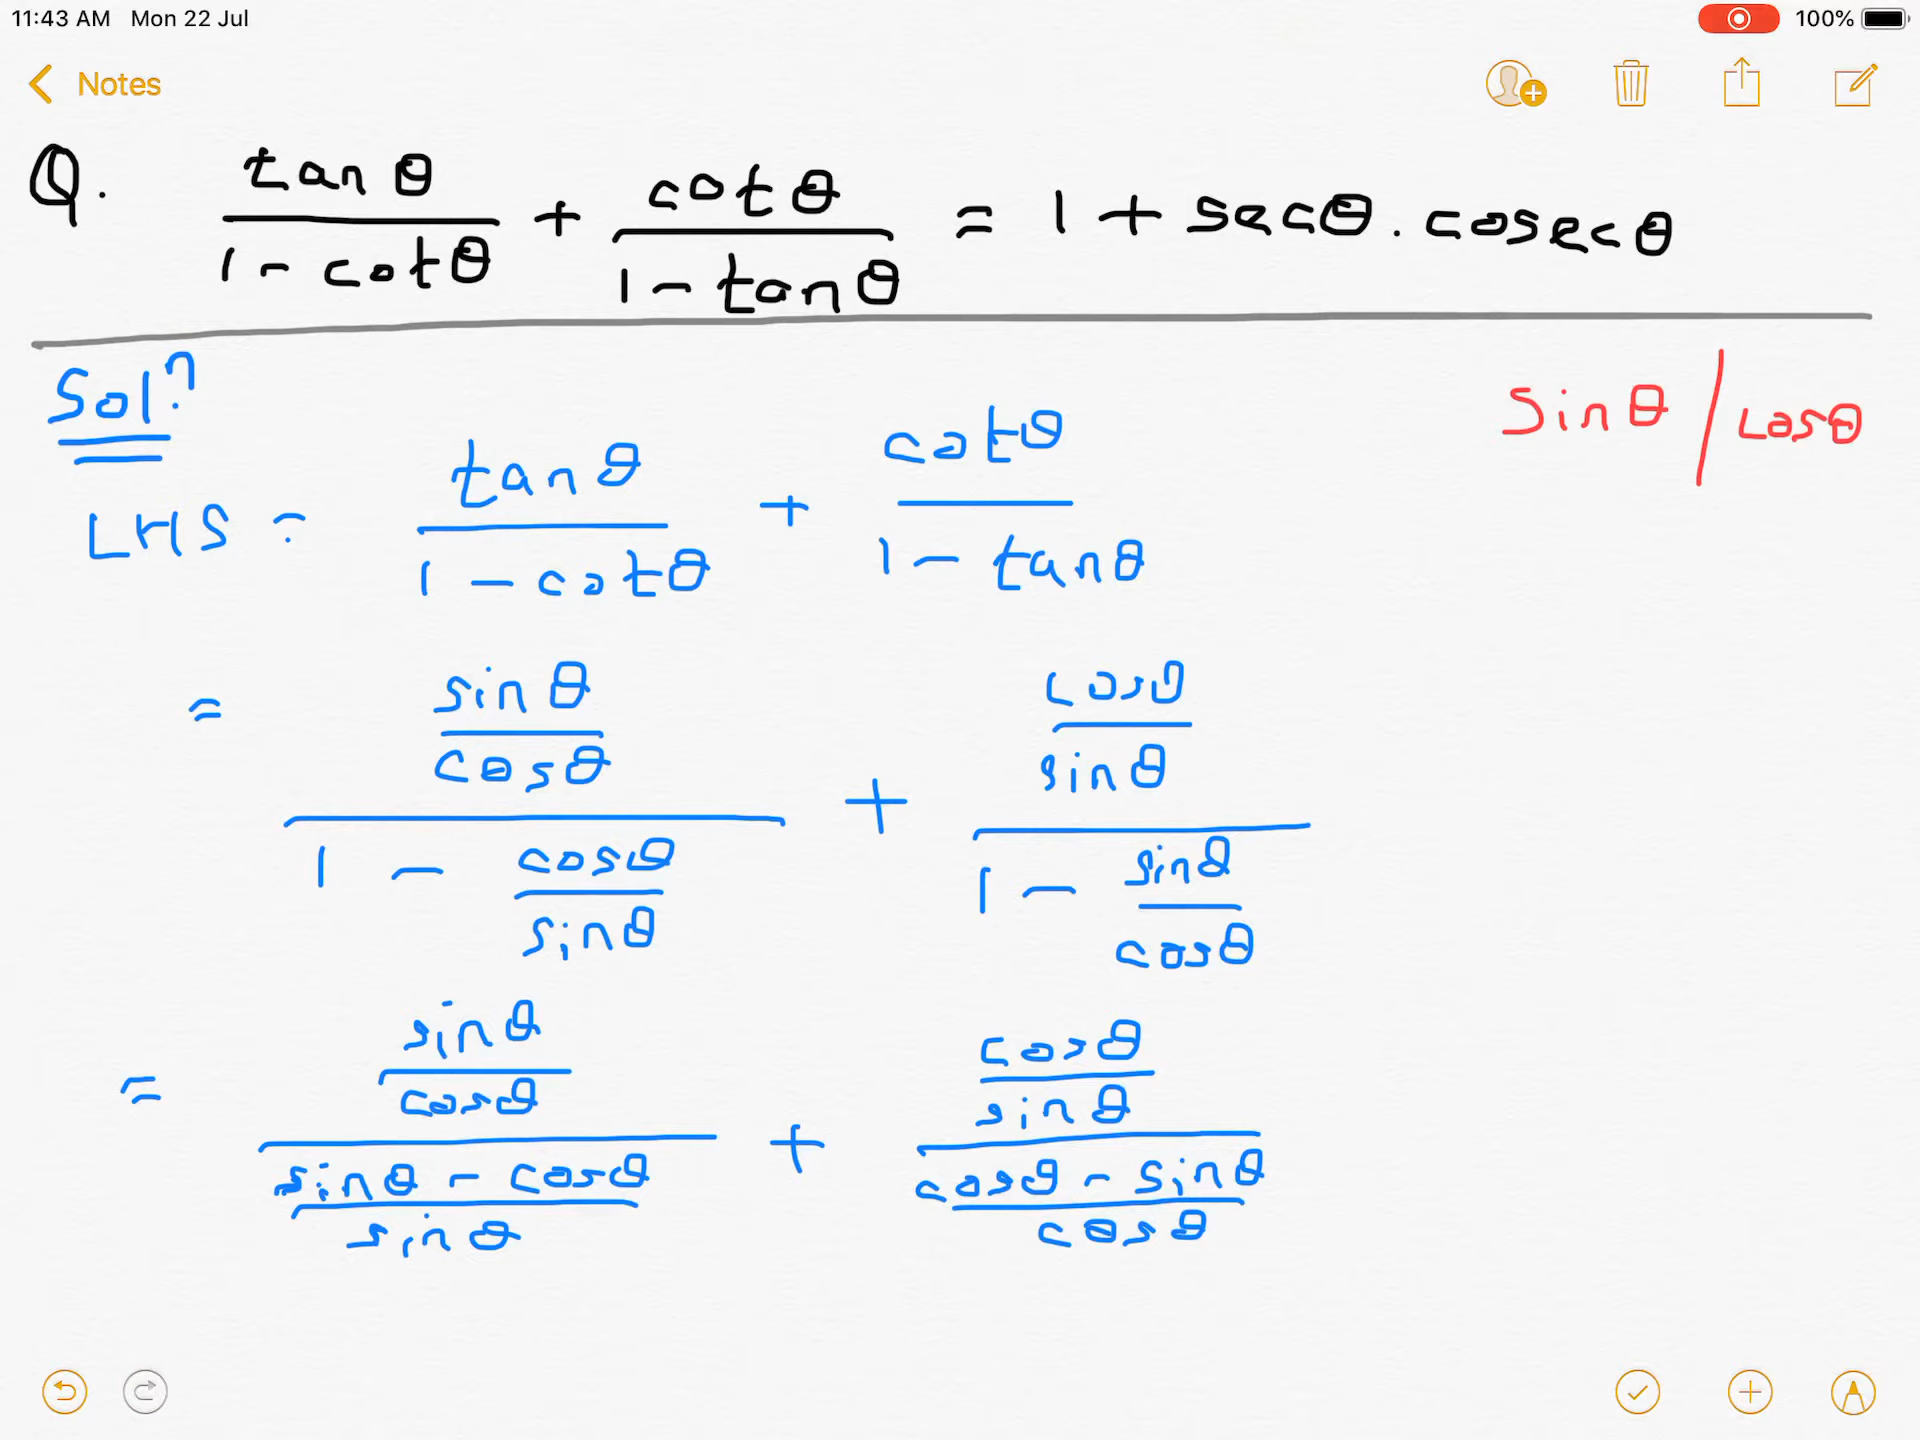 11:43 AM Mon 22 Jul 100%
Notes
Q. tan θ / (1 - cot θ) + cot θ / (1 - tan θ) = 1 + sec θ . cosec θ
Solⁿ.
sin θ / cos θ
LHS = tan θ / (1 - cot θ) + cot θ / (1 - tan θ)
= (sin θ / cos θ) / (1 - cos θ / sin θ) + (cos θ / sin θ) / (1 - sin θ / cos θ)
= (sin θ / cos θ) / ((sin θ - cos θ) / sin θ) + (cos θ / sin θ) / ((cos θ - sin θ) / cos θ)